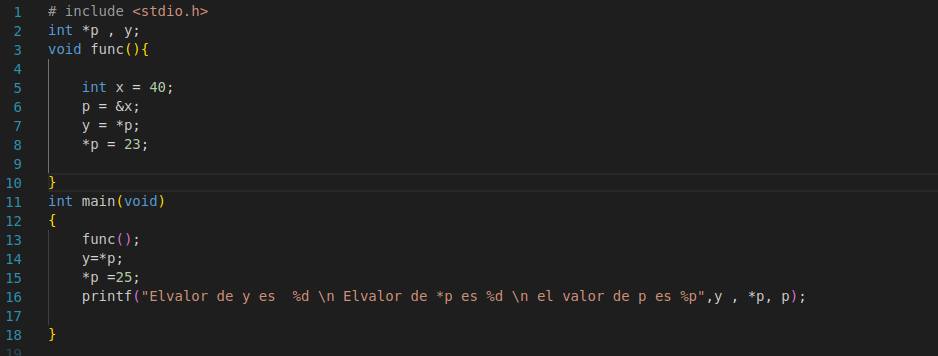 1 # include <stdio.h>
2 int *p , y;
3 void func(){
4
5 int x = 40;
6 p = &x;
7 y = *p;
8 *p = 23;
9
10 }
11 int main(void)
12 {
13 func();
14 y=*p;
15 *p =25;
16 printf("Elvalor de y es  %d \n Elvalor de *p es %d \n el valor de p es %p",y , *p, p);
17
18 }
19